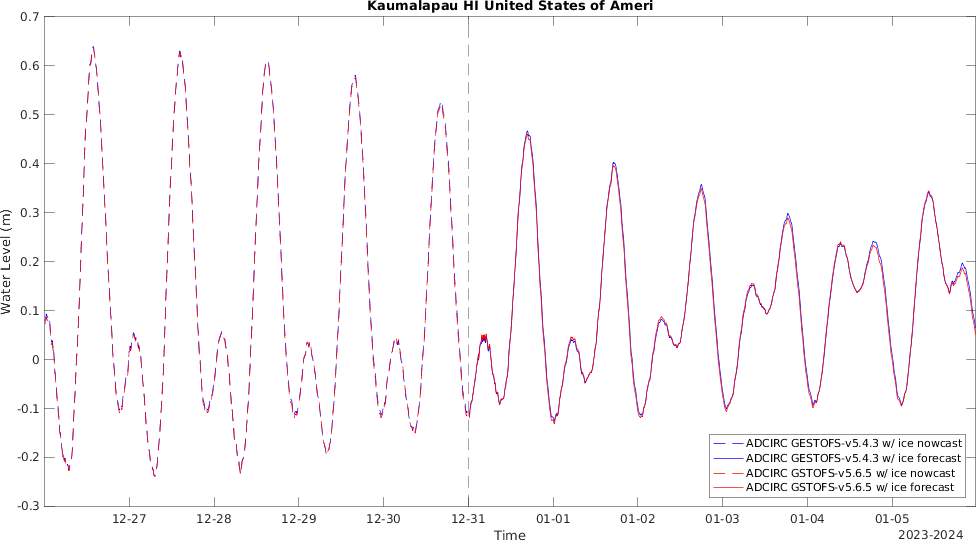 Kaumalapau HI United States of Ameri
0.7
0.6
0.5
0.4
0.3
0.2
0.1
0
-0.1
-0.2
-0.3
Water Level (m)
12-27 12-28 12-29 12-30 12-31 01-01 01-02 01-03 01-04 01-05
Time
2023-2024
ADCIRC GESTOFS-v5.4.3 w/ ice nowcast
ADCIRC GESTOFS-v5.4.3 w/ ice forecast
ADCIRC GSTOFS-v5.6.5 w/ ice nowcast
ADCIRC GSTOFS-v5.6.5 w/ ice forecast